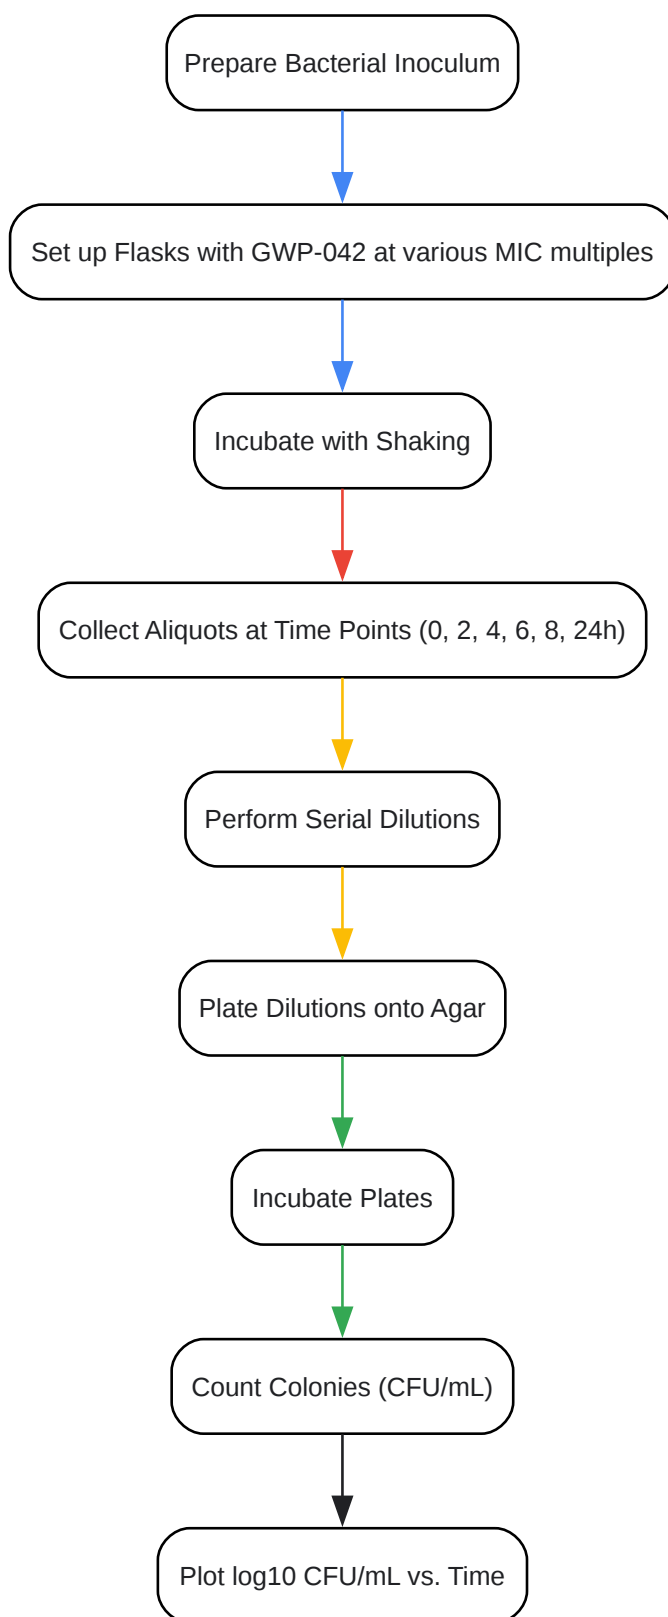 Prepare Bacterial Inoculum
Set up Flasks with GWP-042 at various MIC multiples
Incubate with Shaking
Collect Aliquots at Time Points (0, 2, 4, 6, 8, 24h)
Perform Serial Dilutions
Plate Dilutions onto Agar
Incubate Plates
Count Colonies (CFU/mL)
Plot log10 CFU/mL vs. Time